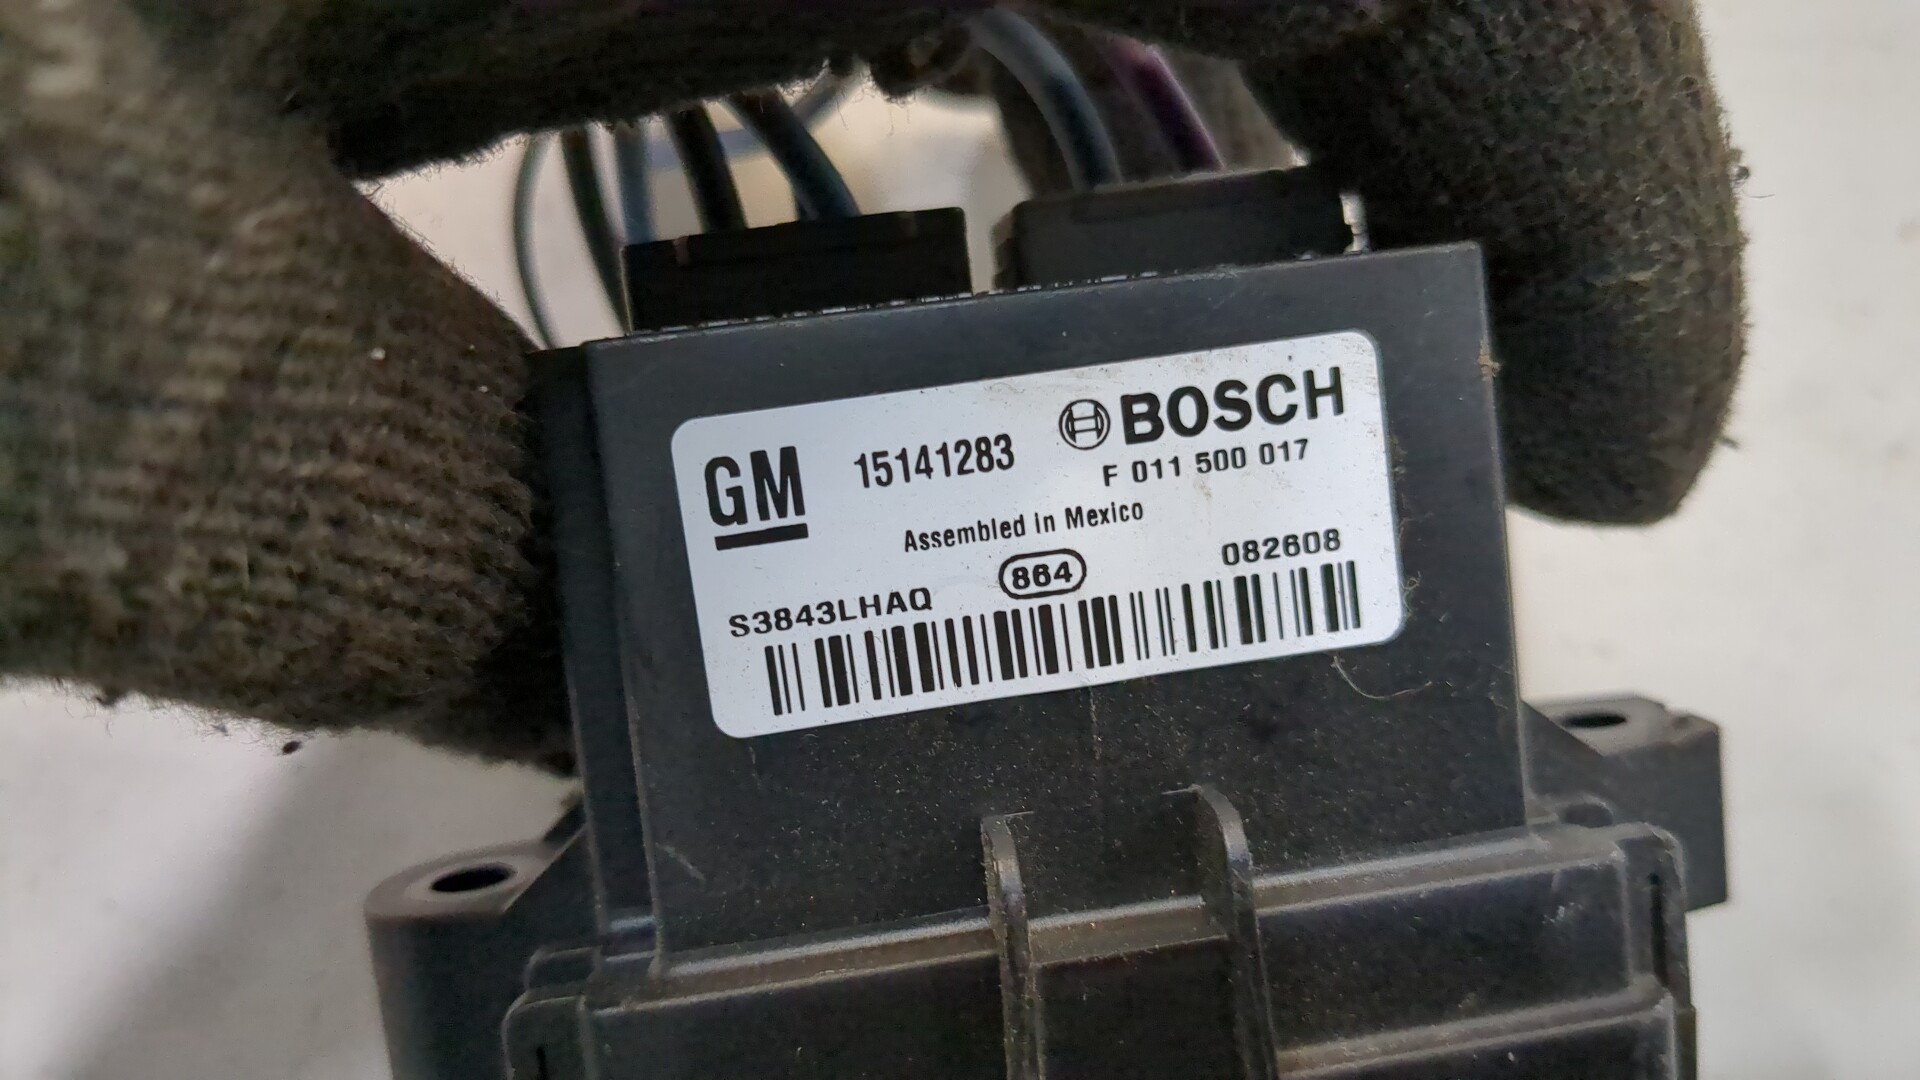 GM 15141283 BOSCH
F 011 500 017
Assembled in Mexico
S3843LHAQ 864 082608